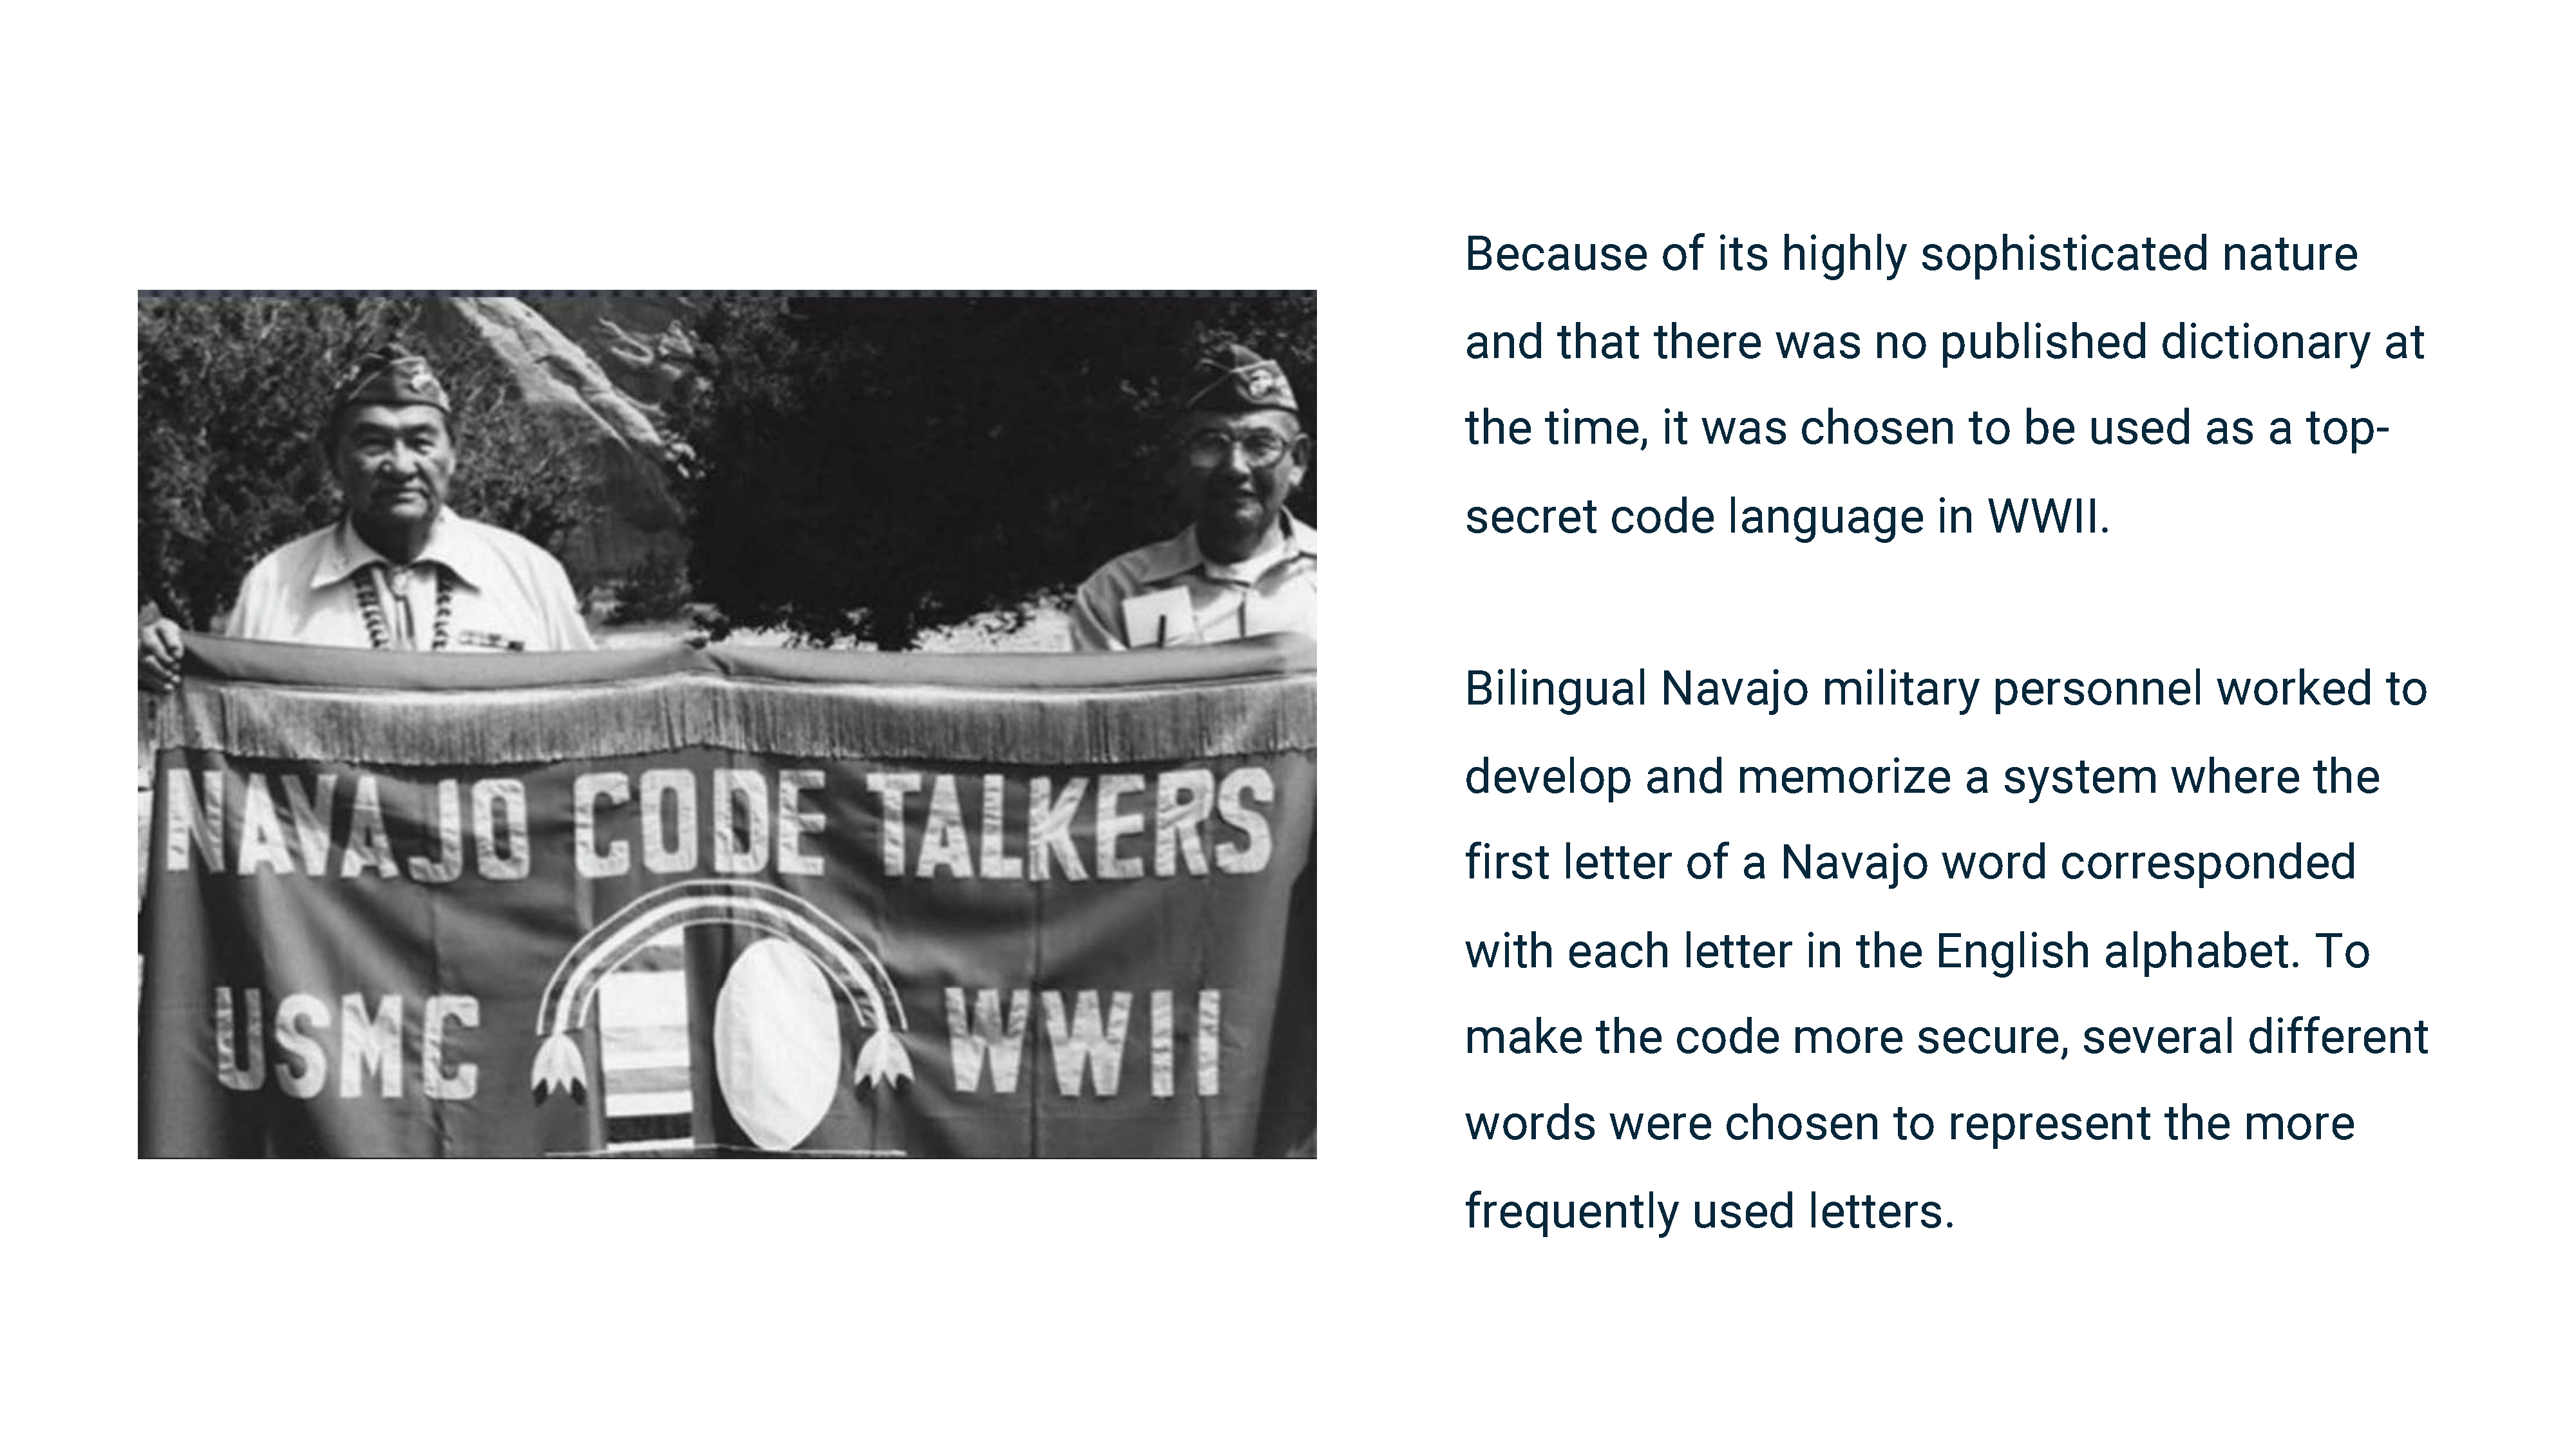 NAVAJO CODE TALKERS
USMC WWII
Because of its highly sophisticated nature
and that there was no published dictionary at
the time, it was chosen to be used as a top-
secret code language in WWII.
Bilingual Navajo military personnel worked to
develop and memorize a system where the
first letter of a Navajo word corresponded
with each letter in the English alphabet. To
make the code more secure, several different
words were chosen to represent the more
frequently used letters.